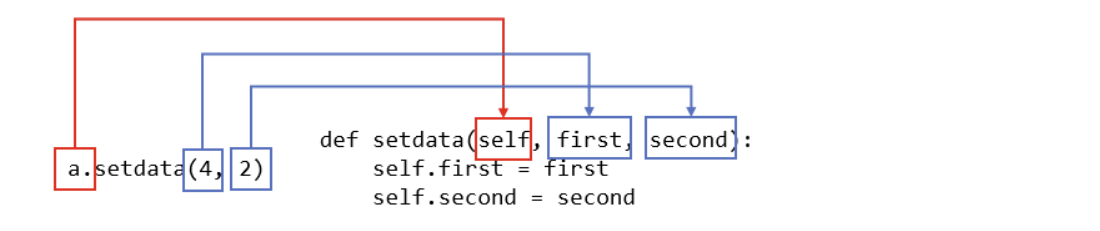 a.setdata(4, 2)
def setdata(self, first, second):
self.first = first
self.second = second